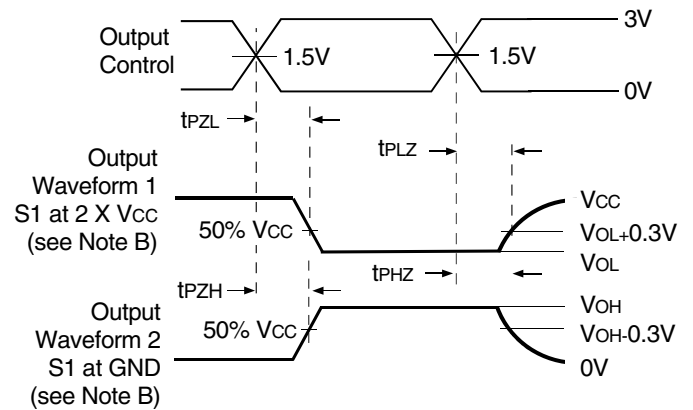 3V
Output
Control
1.5V
1.5V
0V
tPZL
tPLZ
Output
Waveform 1
S1 at 2 X VCC
(see Note B)
50% VCC
VCC
VOL+0.3V
VOL
tPZH
tPHZ
Output
Waveform 2
S1 at GND
(see Note B)
50% VCC
VOH
VOH-0.3V
0V